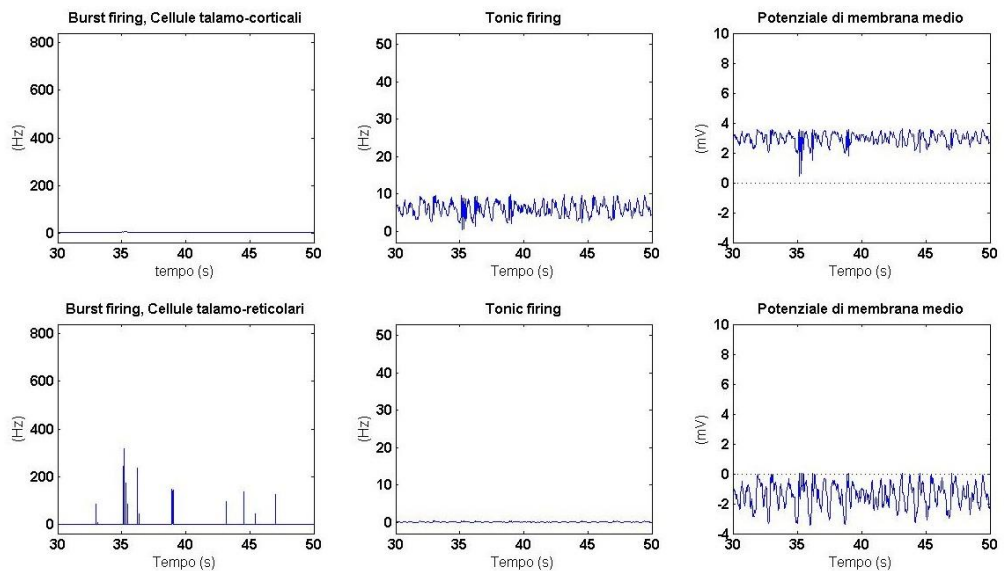 Burst firing, Cellule talamo-corticali
Tonic firing
Potenziale di membrana medio
800
600
400
200
0
(Hz)
30 35 40 45 50
tempo (s)
50
40
30
20
10
0
(Hz)
30 35 40 45 50
Tempo (s)
10
8
6
4
2
0
-2
-4
(mV)
30 35 40 45 50
Tempo (s)
Burst firing, Cellule talamo-reticolari
Tonic firing
Potenziale di membrana medio
800
600
400
200
0
(Hz)
30 35 40 45 50
Tempo (s)
50
40
30
20
10
0
(Hz)
30 35 40 45 50
Tempo (s)
10
8
6
4
2
0
-2
-4
(mV)
30 35 40 45 50
Tempo (s)